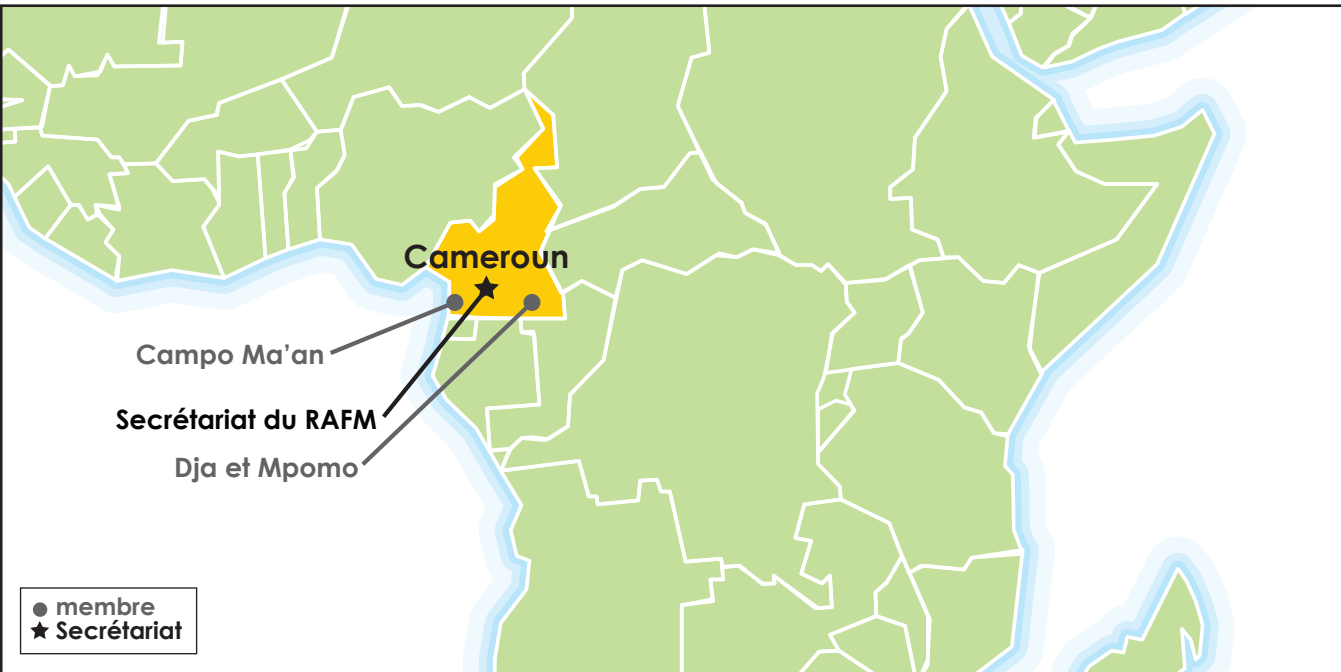 Cameroun
Campo Ma’an
Secrétariat du RAFM
Dja et Mpomo
membre
Secrétariat